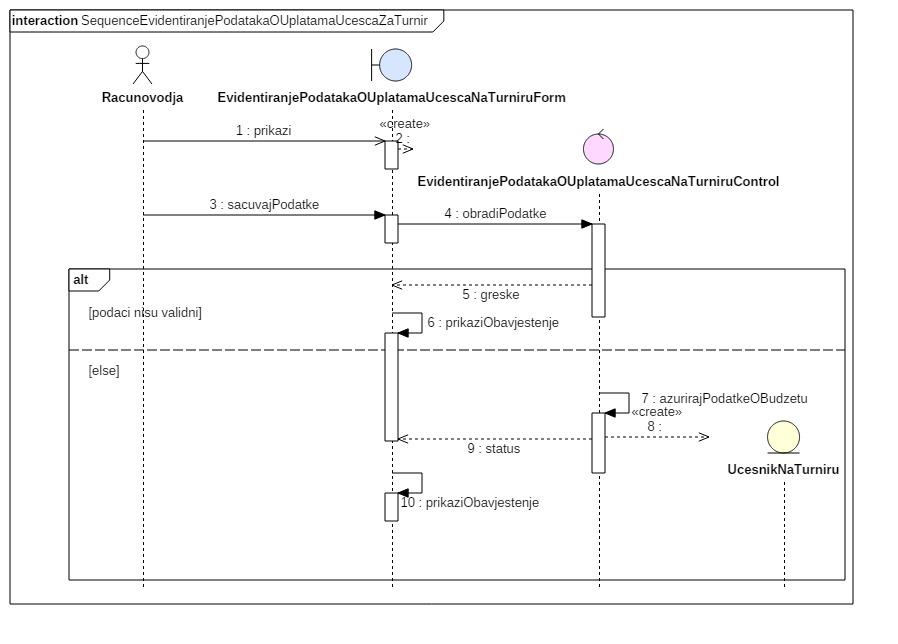 interaction SequenceEvidentiranjePodatakaOUplatamaUcescaZaTurnir
Racunovodja
EvidentiranjePodatakaOUplatamaUcescaNaTurniruForm
1 : prikazi
«create»
2 :
EvidentiranjePodatakaOUplatamaUcescaNaTurniruControl
3 : sacuvajPodatke
4 : obradiPodatke
alt
5 : greske
[podaci nisu validni]
6 : prikaziObavjestenje
[else]
7 : azurirajPodatkeOBudzetu
«create»
8 :
9 : status
UcesnikNaTurniru
10 : prikaziObavjestenje